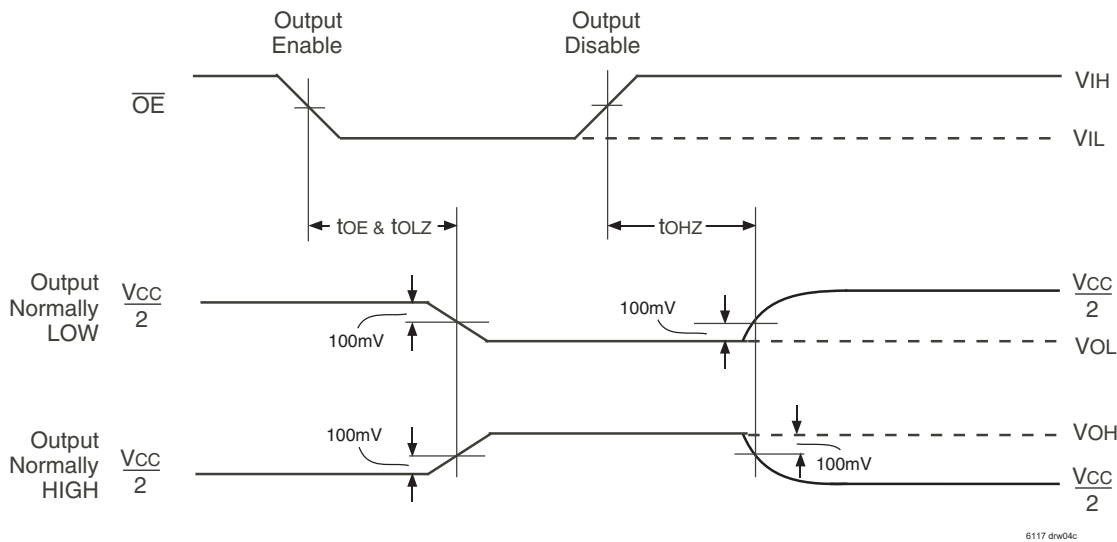 Output
Enable
Output
Disable
OE
VIH
VIL
tOE & tOLZ
tOHZ
Output
Normally
LOW
VCC
2
100mV
100mV
VCC
2
VOL
Output
Normally
HIGH
VCC
2
100mV
VOH
100mV
VCC
2
6117 drw04c